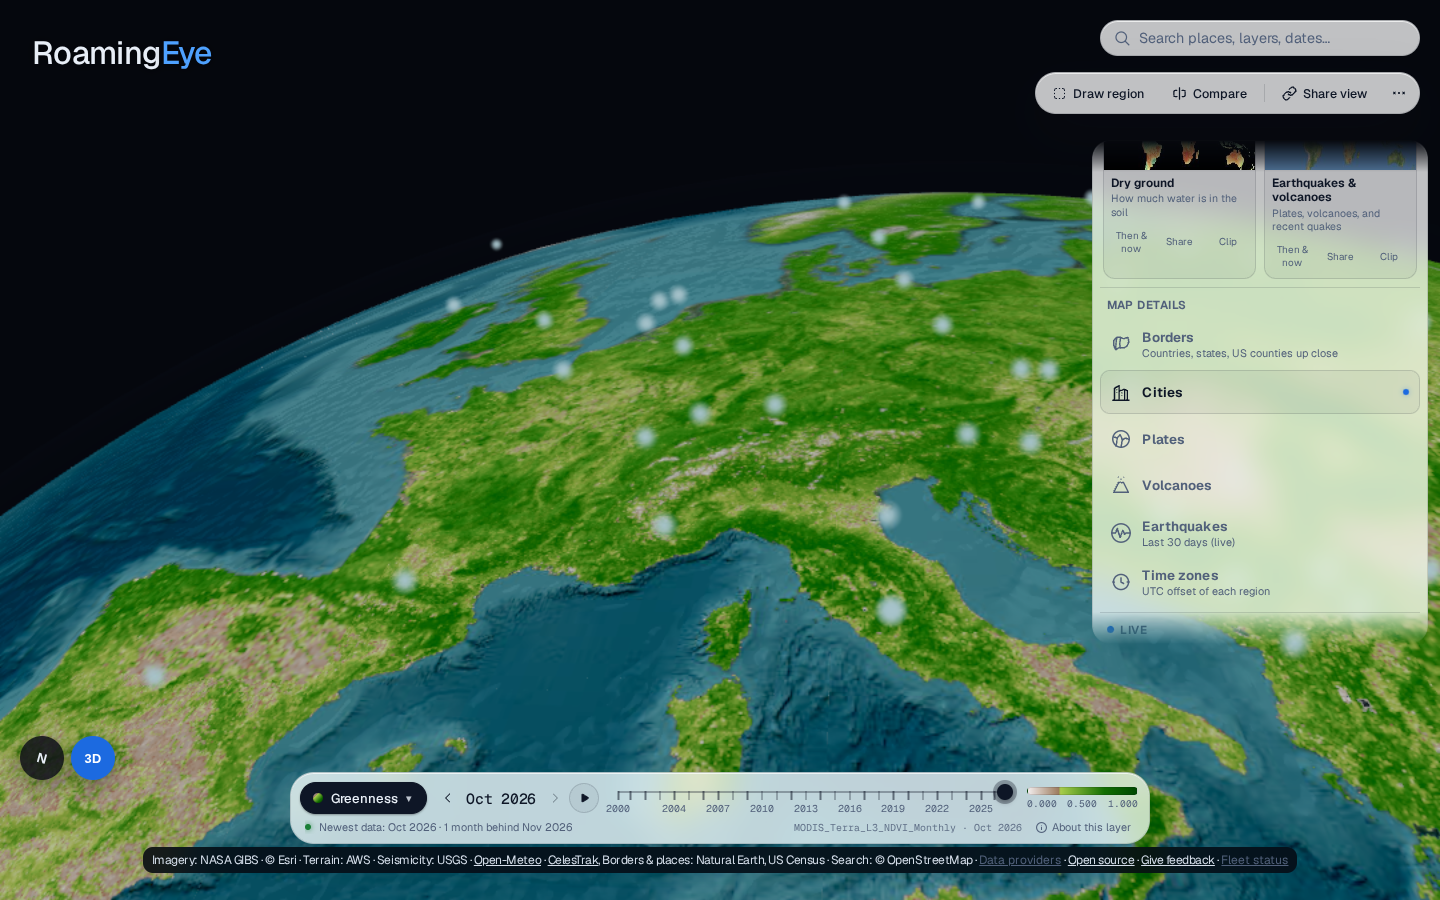 RoamingEye
Search places, layers, dates...
Draw region
Compare
Share view
Dry ground
How much water is in the
soil
Then &
now
Share
Clip
Earthquakes &
volcanoes
Plates, volcanoes, and
recent quakes
Then &
now
Share
Clip
MAP DETAILS
Borders
Countries, states, US counties up close
Cities
Plates
Volcanoes
Earthquakes
Last 30 days (live)
Time zones
UTC offset of each region
LIVE
N
3D
Greenness
Oct 2026
2000 2004 2007 2010 2013 2016 2019 2022 2025
0.000 0.500 1.000
Newest data: Oct 2026 · 1 month behind Nov 2026
MODIS_Terra_L3_NDVI_Monthly · Oct 2026
About this layer
Imagery: NASA GIBS · © Esri · Terrain: AWS · Seismicity: USGS · Open-Meteo · CelesTrak, Borders & places: Natural Earth, US Census · Search: © OpenStreetMap · Data providers · Open source · Give feedback · Fleet status